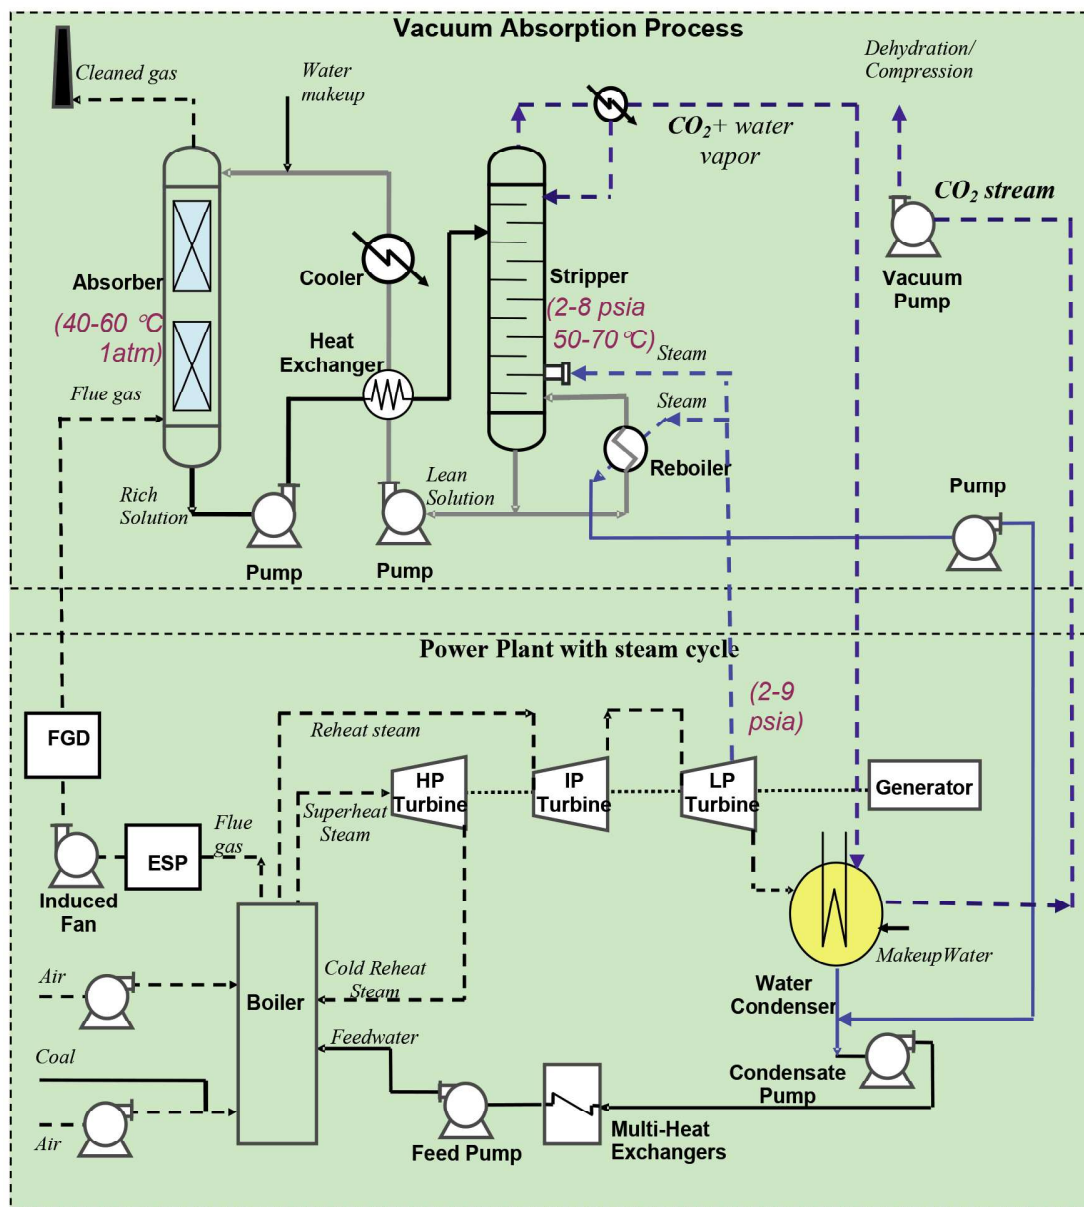 Vacuum Absorption Process
Cleaned gas
Water
makeup
Dehydration/
Compression
CO₂+ water
vapor
CO₂ stream
Vacuum
Pump
Absorber
(40-60 °C
1atm)
Cooler
Stripper
(2-8 psia
50-70°C)
Heat
Exchanger
Steam
Steam
Flue gas
Reboiler
Rich
Solution
Lean
Solution
Pump
Pump
Pump
Power Plant with steam cycle
(2-9
psia)
FGD
Reheat steam
HP
Turbine
IP
Turbine
LP
Turbine
Generator
Superheat
Steam
Flue
gas
ESP
Induced
Fan
Air
Cold Reheat
Steam
Boiler
MakeupWater
Water
Condenser
Feedwater
Coal
Condensate
Pump
Air
Feed Pump
Multi-Heat
Exchangers